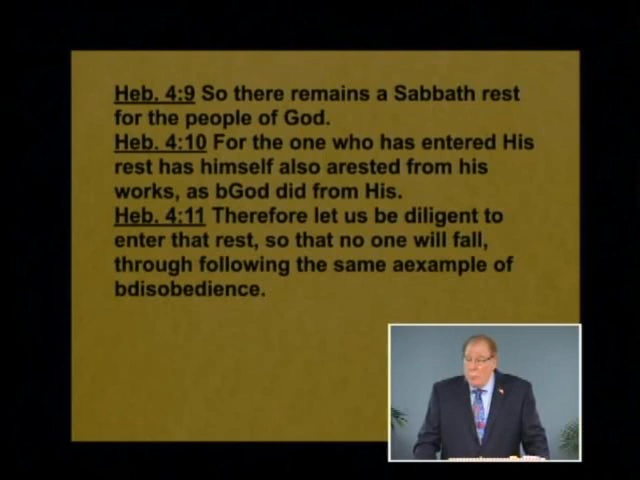 Heb. 4:9 So there remains a Sabbath rest
for the people of God.
Heb. 4:10 For the one who has entered His
rest has himself also arested from his
works, as bGod did from His.
Heb. 4:11 Therefore let us be diligent to
enter that rest, so that no one will fall,
through following the same aexample of
bdisobedience.